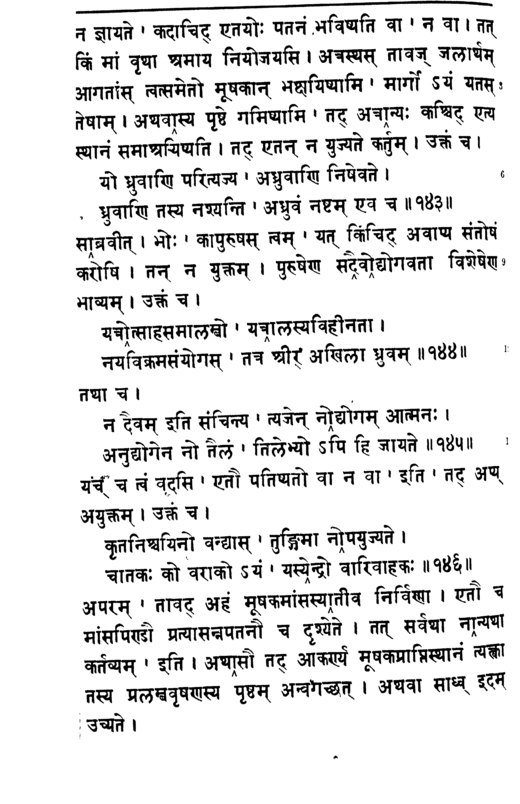 न ज्ञायते ' कदाचिद् एतयोः पतनं भविष्यति वा ' न वा । तत्
किं मां वृथा श्रमाय नियोजयसि । अत्रस्थस् तावज् जलार्थम्
आगतांस् त्वत्समेतो मूषकान् भक्षयिष्यामि ' मार्गो ऽयं यतस्
तेषाम् । अथवास्य पृष्ठे गमिष्यामि ' तद् अत्रान्यः कश्चिद् एत्य
स्थानं समाश्रयिष्यति । तद् एतन् न युज्यते कर्तुम् । उक्तं च ।
यो ध्रुवाणि परित्यज्य ' अध्रुवाणि निषेवते । 6
ध्रुवाणि तस्य नश्यन्ति ' अध्रुवं नष्टम् एव च ॥१४३॥
साब्रवीत् । भोः ' कापुरुषस् त्वम् ' यत् किंचिद् अवाप्य संतोषं
करोषि । तन् न युक्तम् । पुरुषेण सदैवोद्योगवता विशेषेण 9
भाव्यम् । उक्तं च ।
यत्रोत्साहसमालम्बो ' यत्रालस्यविहीनता ।
नयविक्रमसंयोगस् ' तत्र श्रीर् अखिला ध्रुवम् ॥१४४॥
तथा च ।
न दैवम् इति संचिन्त्य ' त्यजेन् नोद्योगम् आत्मनः ।
अनुद्योगेन नो तैलं ' तिलेभ्यो ऽपि हि जायते ॥१४५॥
यच् च त्वं वदसि ' एतौ पतिष्यतो वा न वा ' इति ' तद् अप्य्
अयुक्तम् । उक्तं च ।
कृतनिश्चयिनो वन्द्यास् ' तुङ्गिमा नोपयुज्यते ।
चातकः को वराको ऽयं ' यस्येन्द्रो वारिवाहकः ॥१४६॥
अपरम् ' तावद् अहं मूषकमांसस्यातीव निर्विणा । एतौ च
मांसपिण्डौ प्रत्यासन्नपतनौ च दृश्येते । तत् सर्वथा नान्यथा
कर्तव्यम् ' इति । अथासौ तद् आकर्ण्य मूषकप्राप्तिस्थानं त्यक्त्वा
तस्य प्रलम्बवृषणस्य पृष्ठम् अन्वगच्छत् । अथवा साध्व् इदम्
उच्यते ।